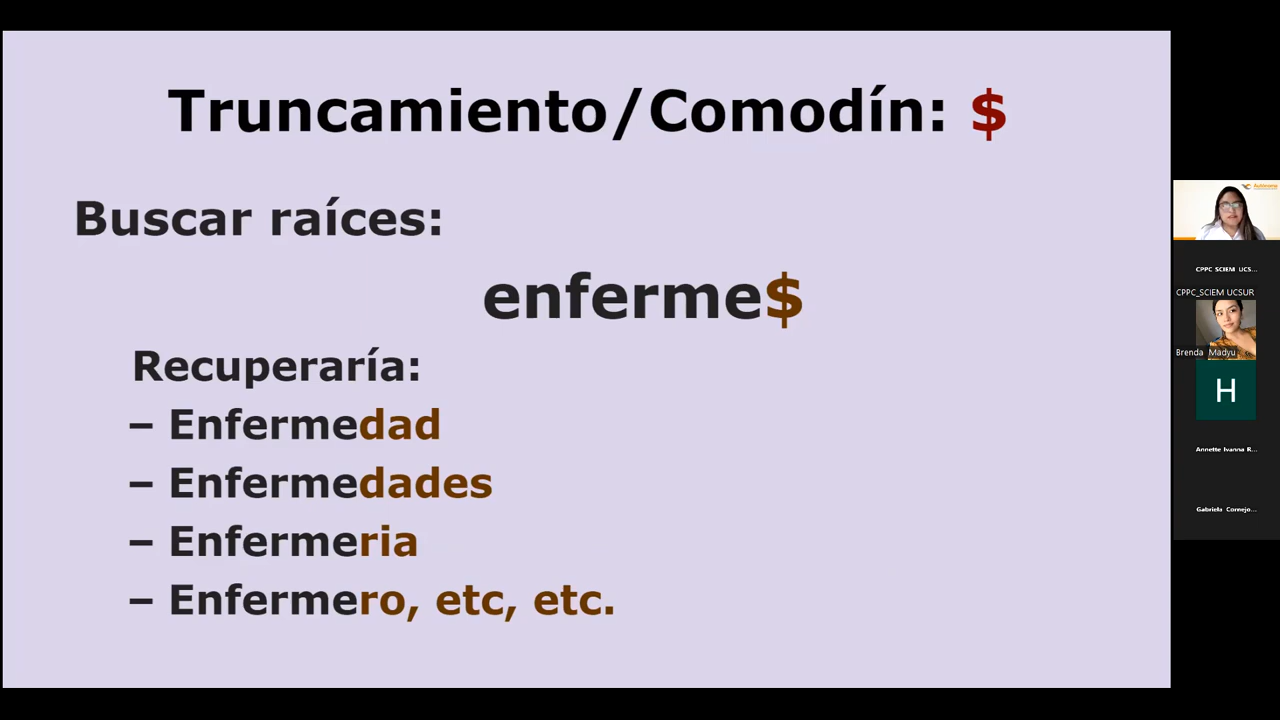 Truncamiento/Comodín: $
Buscar raíces:
enferme$
Recuperaría:
– Enfermedad
– Enfermedades
– Enfermeria
– Enfermero, etc, etc.
Autónoma
CPPC SCIEM UCS...
CPPC_SCIEM UCSUR
Brenda Madyu
H
Annette Ivanna R...
Gabriela Cornejo...